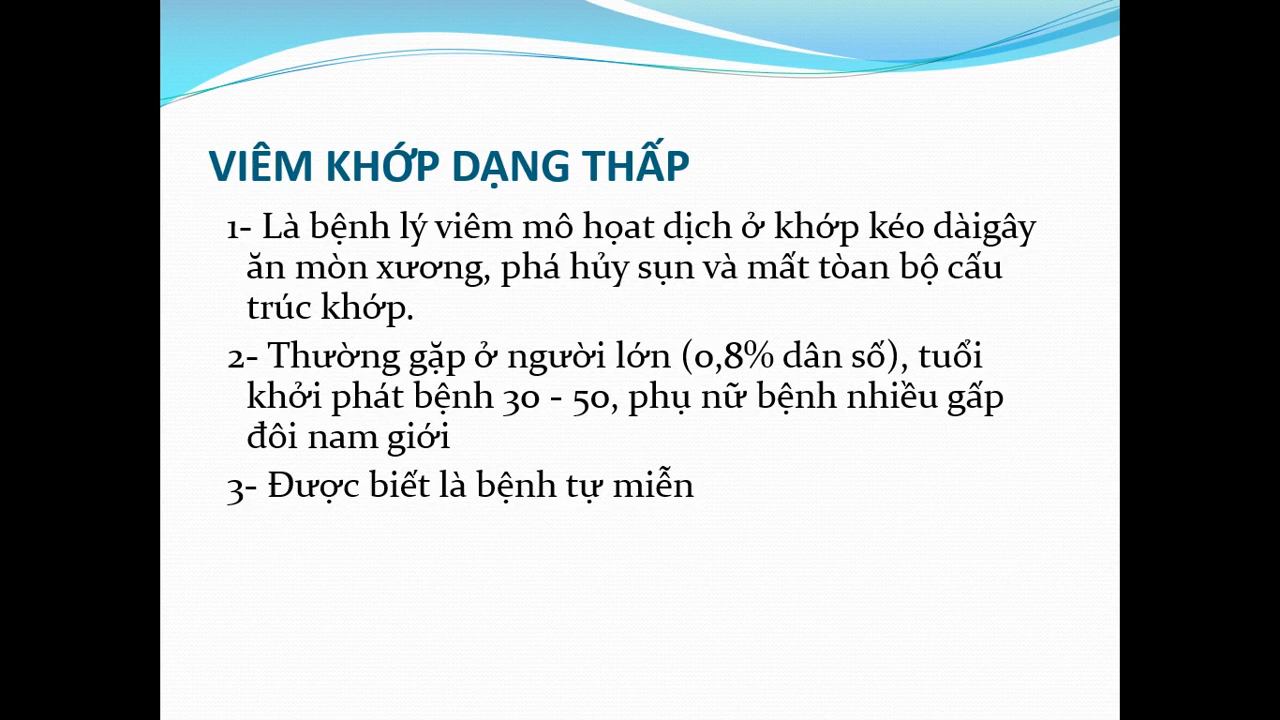 VIÊM KHỚP DẠNG THẤP
1- Là bệnh lý viêm mô họat dịch ở khớp kéo dàigây
ăn mòn xương, phá hủy sụn và mất tòan bộ cấu
trúc khớp.
2- Thường gặp ở người lớn (0,8% dân số), tuổi
khởi phát bệnh 30 - 50, phụ nữ bệnh nhiều gấp
đôi nam giới
3- Được biết là bệnh tự miễn